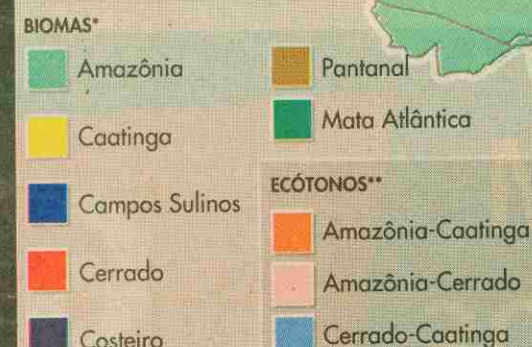 BIOMAS*
Amazônia
Caatinga
Campos Sulinos
Cerrado
Costeiro
Pantanal
Mata Atlântica
ECÓTONOS**
Amazônia-Caatinga
Amazônia-Cerrado
Cerrado-Caatinga